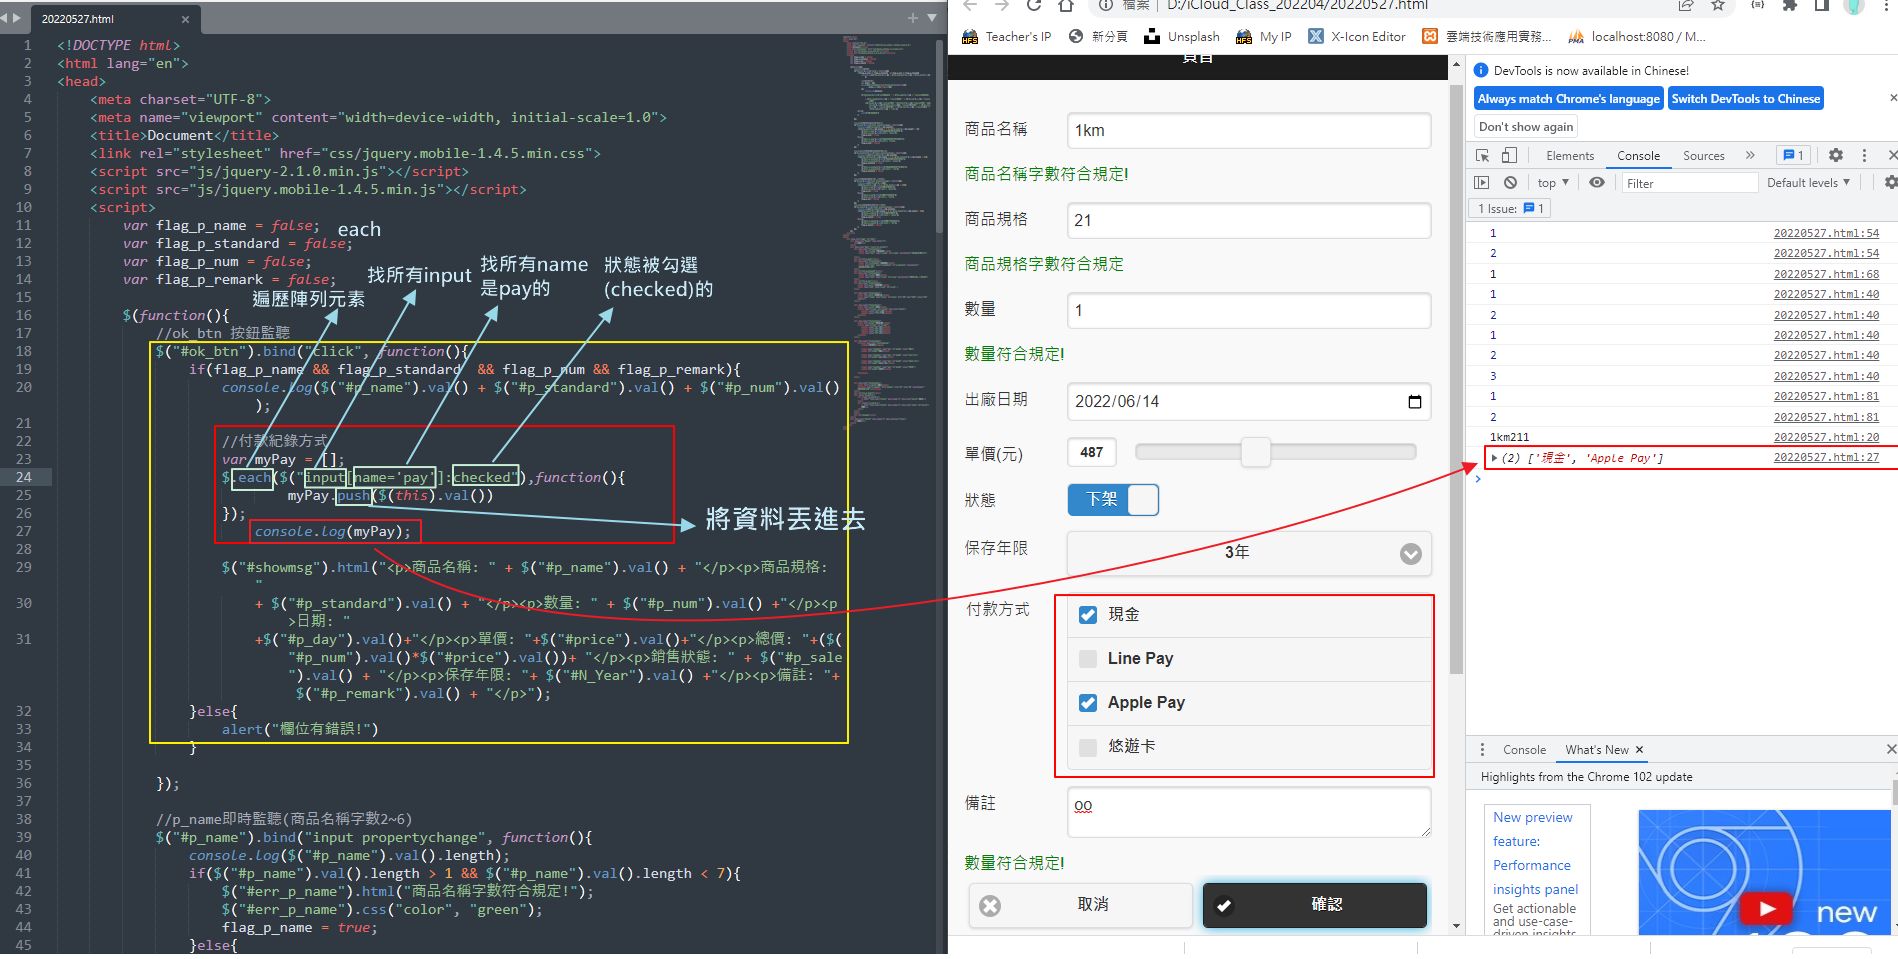 20220527.html
1 <!DOCTYPE html>
2 <html lang="en">
3 <head>
4 <meta charset="UTF-8">
5 <meta name="viewport" content="width=device-width, initial-scale=1.0">
6 <title>Document</title>
7 <link rel="stylesheet" href="css/jquery.mobile-1.4.5.min.css">
8 <script src="js/jquery-2.1.0.min.js"></script>
9 <script src="js/jquery.mobile-1.4.5.min.js"></script>
10 <script>
11 var flag_p_name = false;
12 var flag_p_standard = false;
13 var flag_p_num = false;
14 var flag_p_remark = false;
15
16 $(function(){
17 //ok_btn 按鈕監聽
18 $("#ok_btn").bind("click", function(){
19 if(flag_p_name && flag_p_standard && flag_p_num && flag_p_remark){
20 console.log($("#p_name").val() + $("#p_standard").val() + $("#p_num").val()
);
21
22 //付款紀錄方式
23 var myPay = [];
24 $.each($("input[name='pay']:checked"),function(){
25 myPay.push($(this).val())
26 });
27 console.log(myPay);
28
29 $("#showmsg").html("<p>商品名稱: " + $("#p_name").val() + "</p><p>商品規格:
"
30 + $("#p_standard").val() + "</p><p>數量: " + $("#p_num").val() +"</p><p
>日期: "
31 +$("#p_day").val()+"</p><p>單價: "+$("#price").val()+"</p><p>總價: "+($(
"#p_num").val()*$("#price").val())+ "</p><p>銷售狀態: " + $("#p_sale
").val() + "</p><p>保存年限: "+ $("#N_Year").val() +"</p><p>備註: "+
$("#p_remark").val() + "</p>");
32 }else{
33 alert("欄位有錯誤!")
34 }
35
36 });
37
38 //p_name即時監聽(商品名稱字數2~6)
39 $("#p_name").bind("input propertychange", function(){
40 console.log($("#p_name").val().length);
41 if($("#p_name").val().length > 1 && $("#p_name").val().length < 7){
42 $("#err_p_name").html("商品名稱字數符合規定!");
43 $("#err_p_name").css("color", "green");
44 flag_p_name = true;
45 }else{
each
遍歷陣列元素
找所有input
找所有name
是pay的
狀態被勾選
(checked)的
將資料丟進去
檔案 D:/iCloud_Class_202204/20220527.html
Teacher's IP 新分頁 Unsplash My IP X-Icon Editor 雲端技術應用實務... localhost:8080 / M...
頁首
商品名稱 1km
商品名稱字數符合規定!
商品規格 21
商品規格字數符合規定
數量 1
數量符合規定!
出廠日期 2022/06/14
單價(元) 487
狀態 下架
保存年限 3年
付款方式 現金
Line Pay
Apple Pay
悠遊卡
備註 oo
數量符合規定!
取消 確認
DevTools is now available in Chinese!
Always match Chrome's language Switch DevTools to Chinese
Don't show again
Elements Console Sources 1
top Filter Default levels
1 Issue: 1
1 20220527.html:54
2 20220527.html:54
1 20220527.html:68
1 20220527.html:40
2 20220527.html:40
1 20220527.html:40
2 20220527.html:40
3 20220527.html:40
1 20220527.html:81
2 20220527.html:81
1km211 20220527.html:20
(2) ['現金', 'Apple Pay'] 20220527.html:27
Console What's New
Highlights from the Chrome 102 update
New preview
feature:
Performance
insights panel
Get actionable
and use-case-
driven insights
new